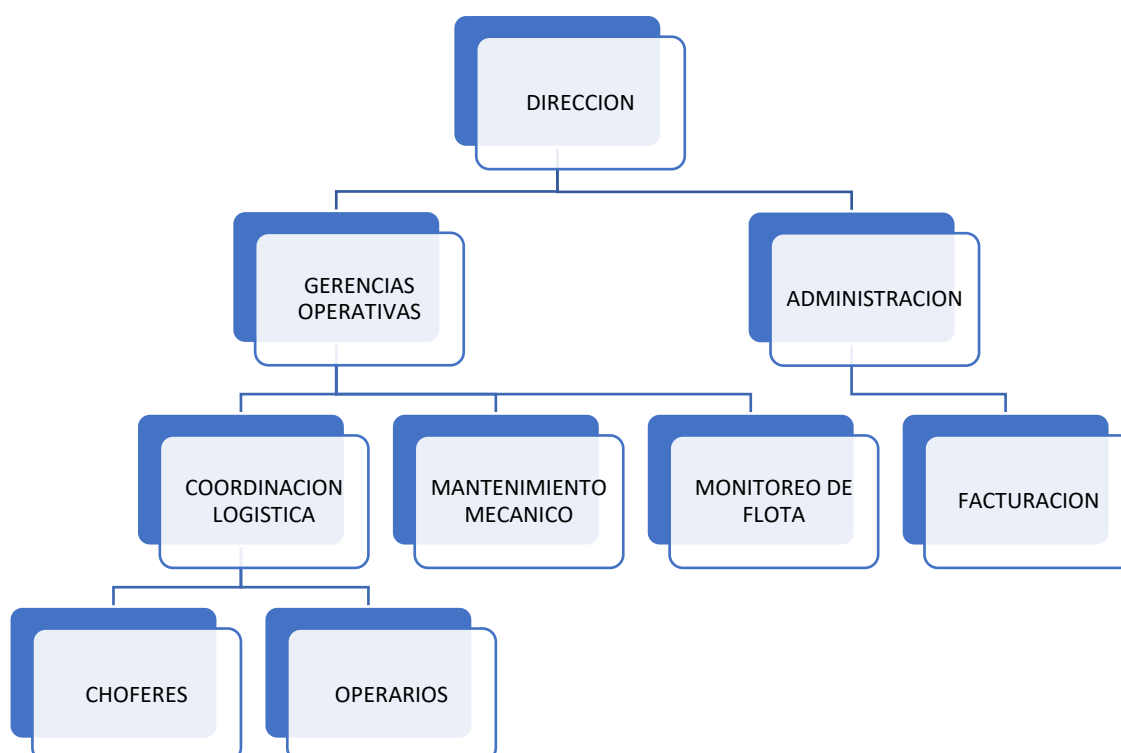 DIRECCION
GERENCIAS
OPERATIVAS
ADMINISTRACION
COORDINACION
LOGISTICA
MANTENIMIENTO
MECANICO
MONITOREO DE
FLOTA
FACTURACION
CHOFERES
OPERARIOS